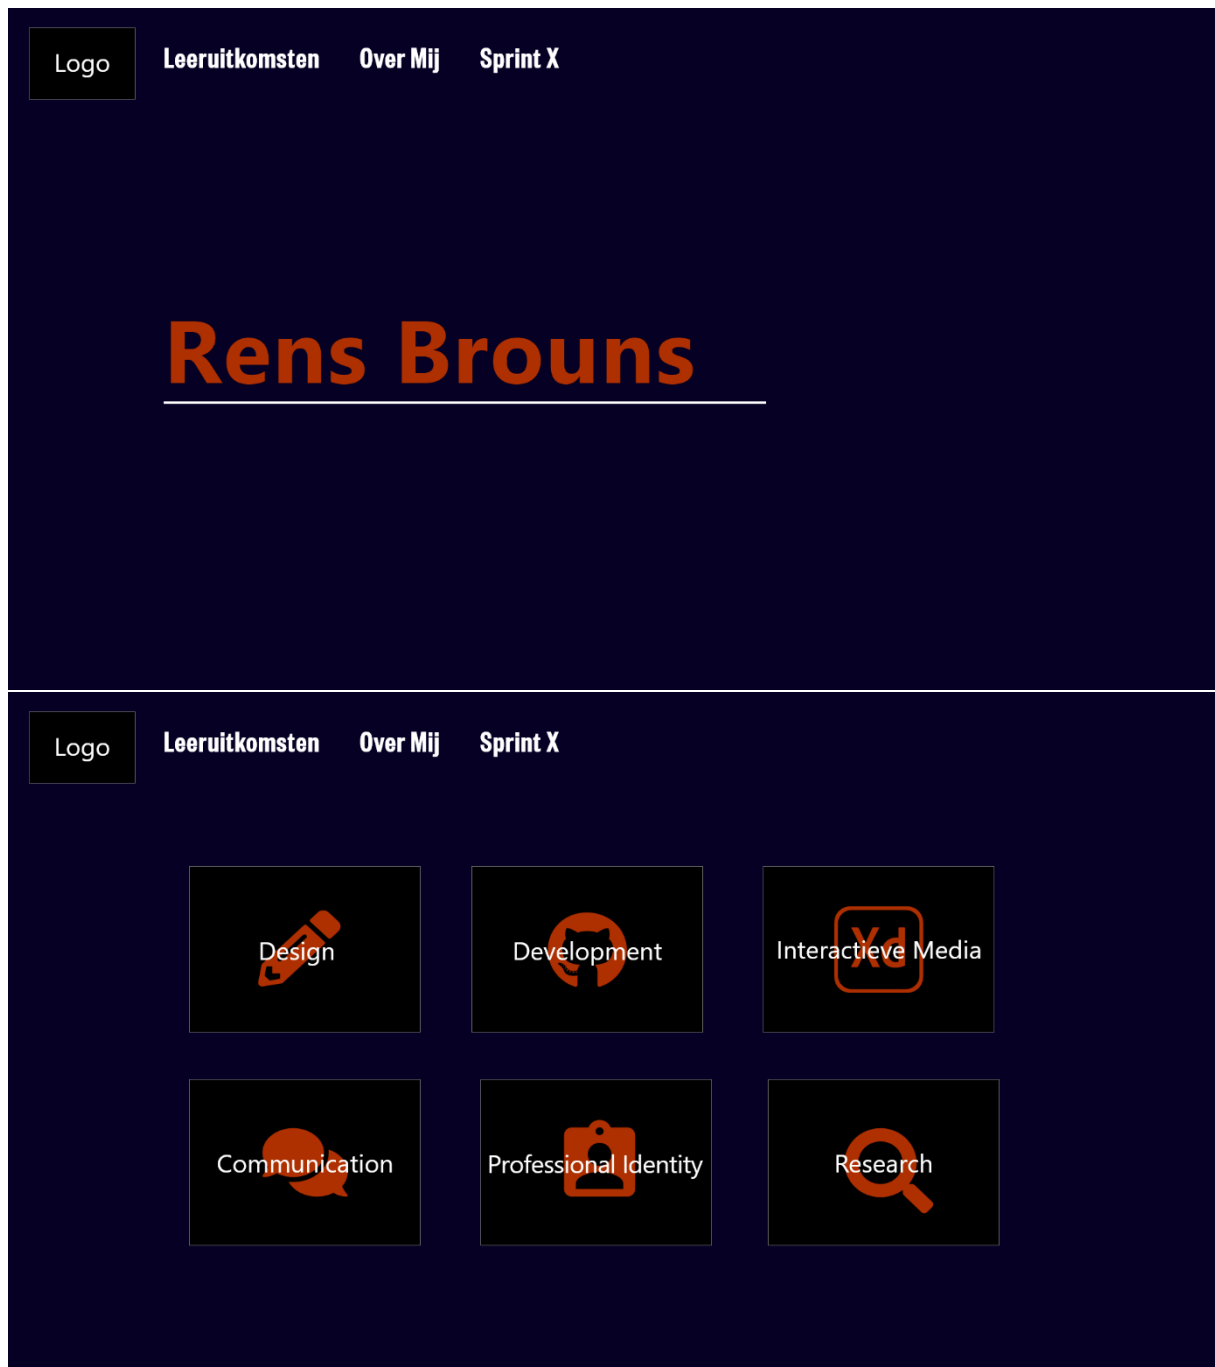 Logo Leeruitkomsten Over Mij Sprint X
Rens Brouns
Logo Leeruitkomsten Over Mij Sprint X
Design Development Interactieve Media
Xd
Communication Professional Identity Research